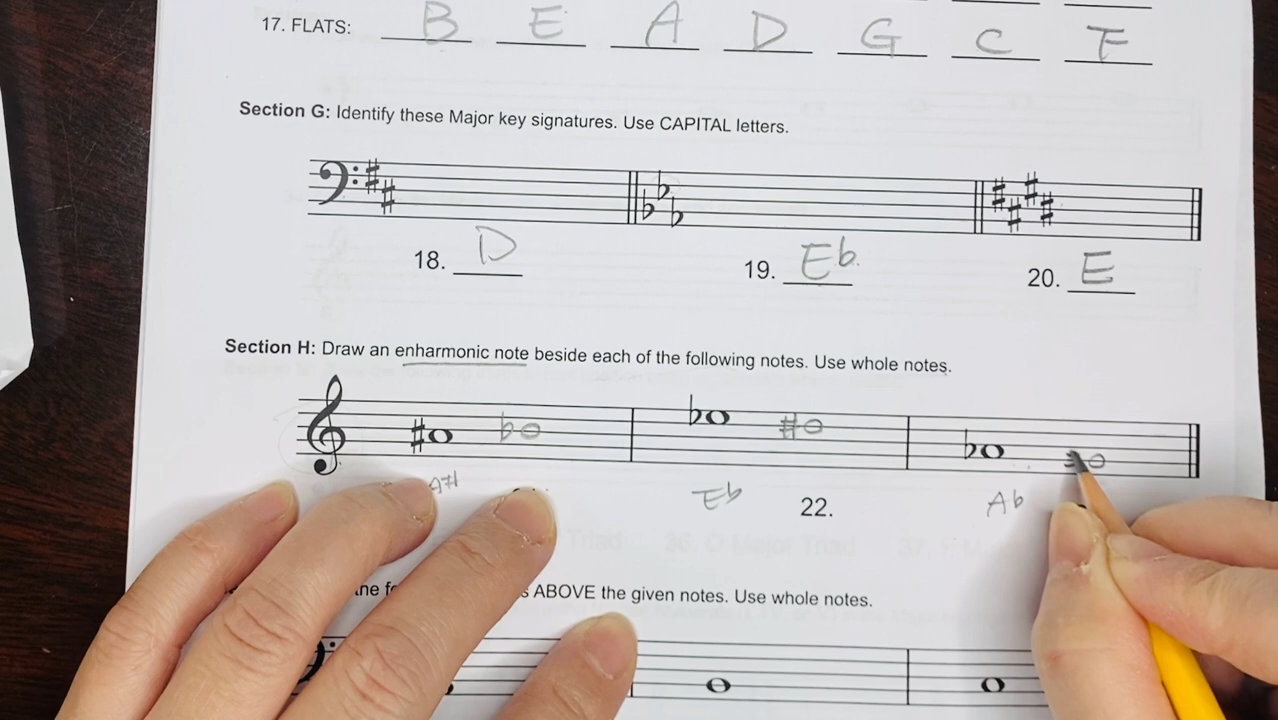 17. FLATS: B E A D G C F
Section G: Identify these Major key signatures. Use CAPITAL letters.
18. D 19. Eb 20. E
Section H: Draw an enharmonic note beside each of the following notes. Use whole notes.
A# Eb 22. Ab
ABOVE the given notes. Use whole notes.